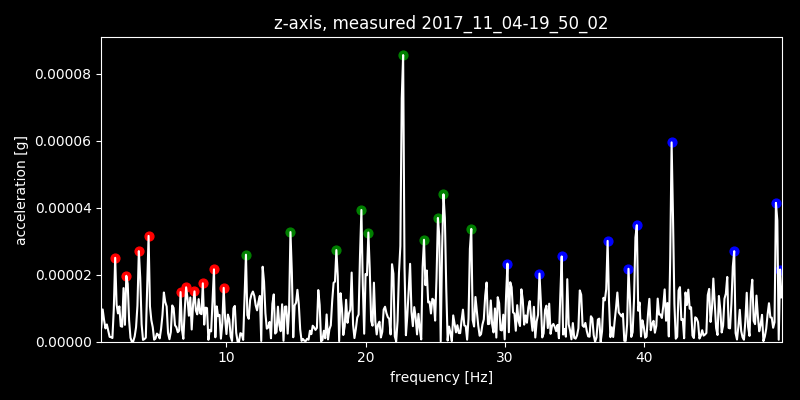 z-axis, measured 2017_11_04-19_50_02
0.00008
0.00006
0.00004
0.00002
0.00000
acceleration [g]
10 20 30 40
frequency [Hz]